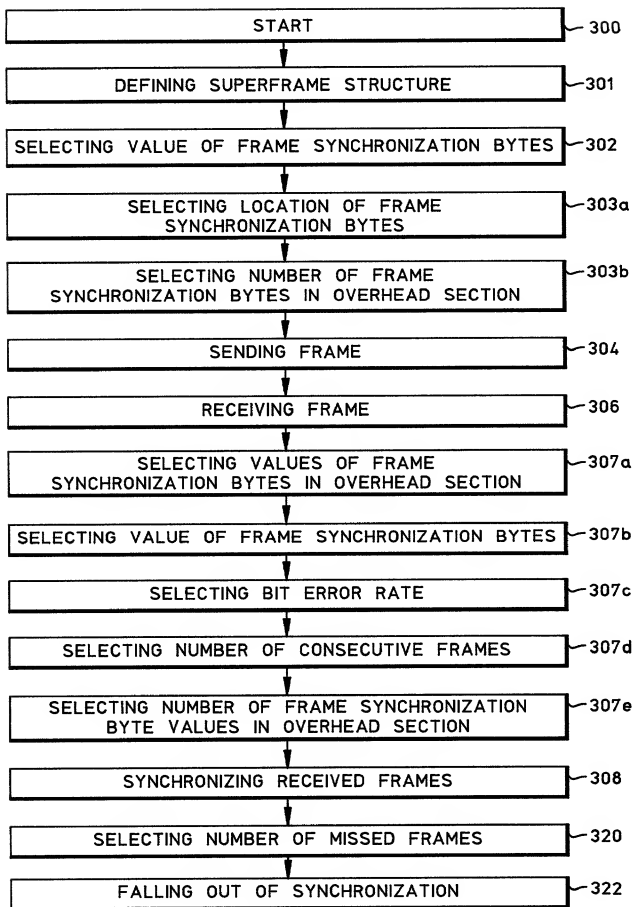 START 300
DEFINING SUPERFRAME STRUCTURE 301
SELECTING VALUE OF FRAME SYNCHRONIZATION BYTES 302
SELECTING LOCATION OF FRAME 303a
SYNCHRONIZATION BYTES
SELECTING NUMBER OF FRAME 303b
SYNCHRONIZATION BYTES IN OVERHEAD SECTION
SENDING FRAME 304
RECEIVING FRAME 306
SELECTING VALUES OF FRAME 307a
SYNCHRONIZATION BYTES IN OVERHEAD SECTION
SELECTING VALUE OF FRAME SYNCHRONIZATION BYTES 307b
SELECTING BIT ERROR RATE 307c
SELECTING NUMBER OF CONSECUTIVE FRAMES 307d
SELECTING NUMBER OF FRAME SYNCHRONIZATION 307e
BYTE VALUES IN OVERHEAD SECTION
SYNCHRONIZING RECEIVED FRAMES 308
SELECTING NUMBER OF MISSED FRAMES 320
FALLING OUT OF SYNCHRONIZATION 322